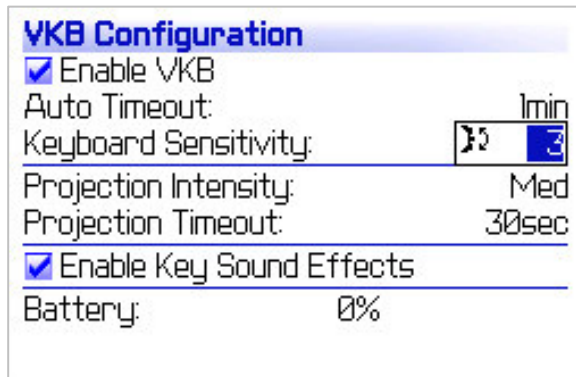 VKB Configuration
Enable VKB
Auto Timeout: 1min
Keyboard Sensitivity: 3
Projection Intensity: Med
Projection Timeout: 30sec
Enable Key Sound Effects
Battery: 0%